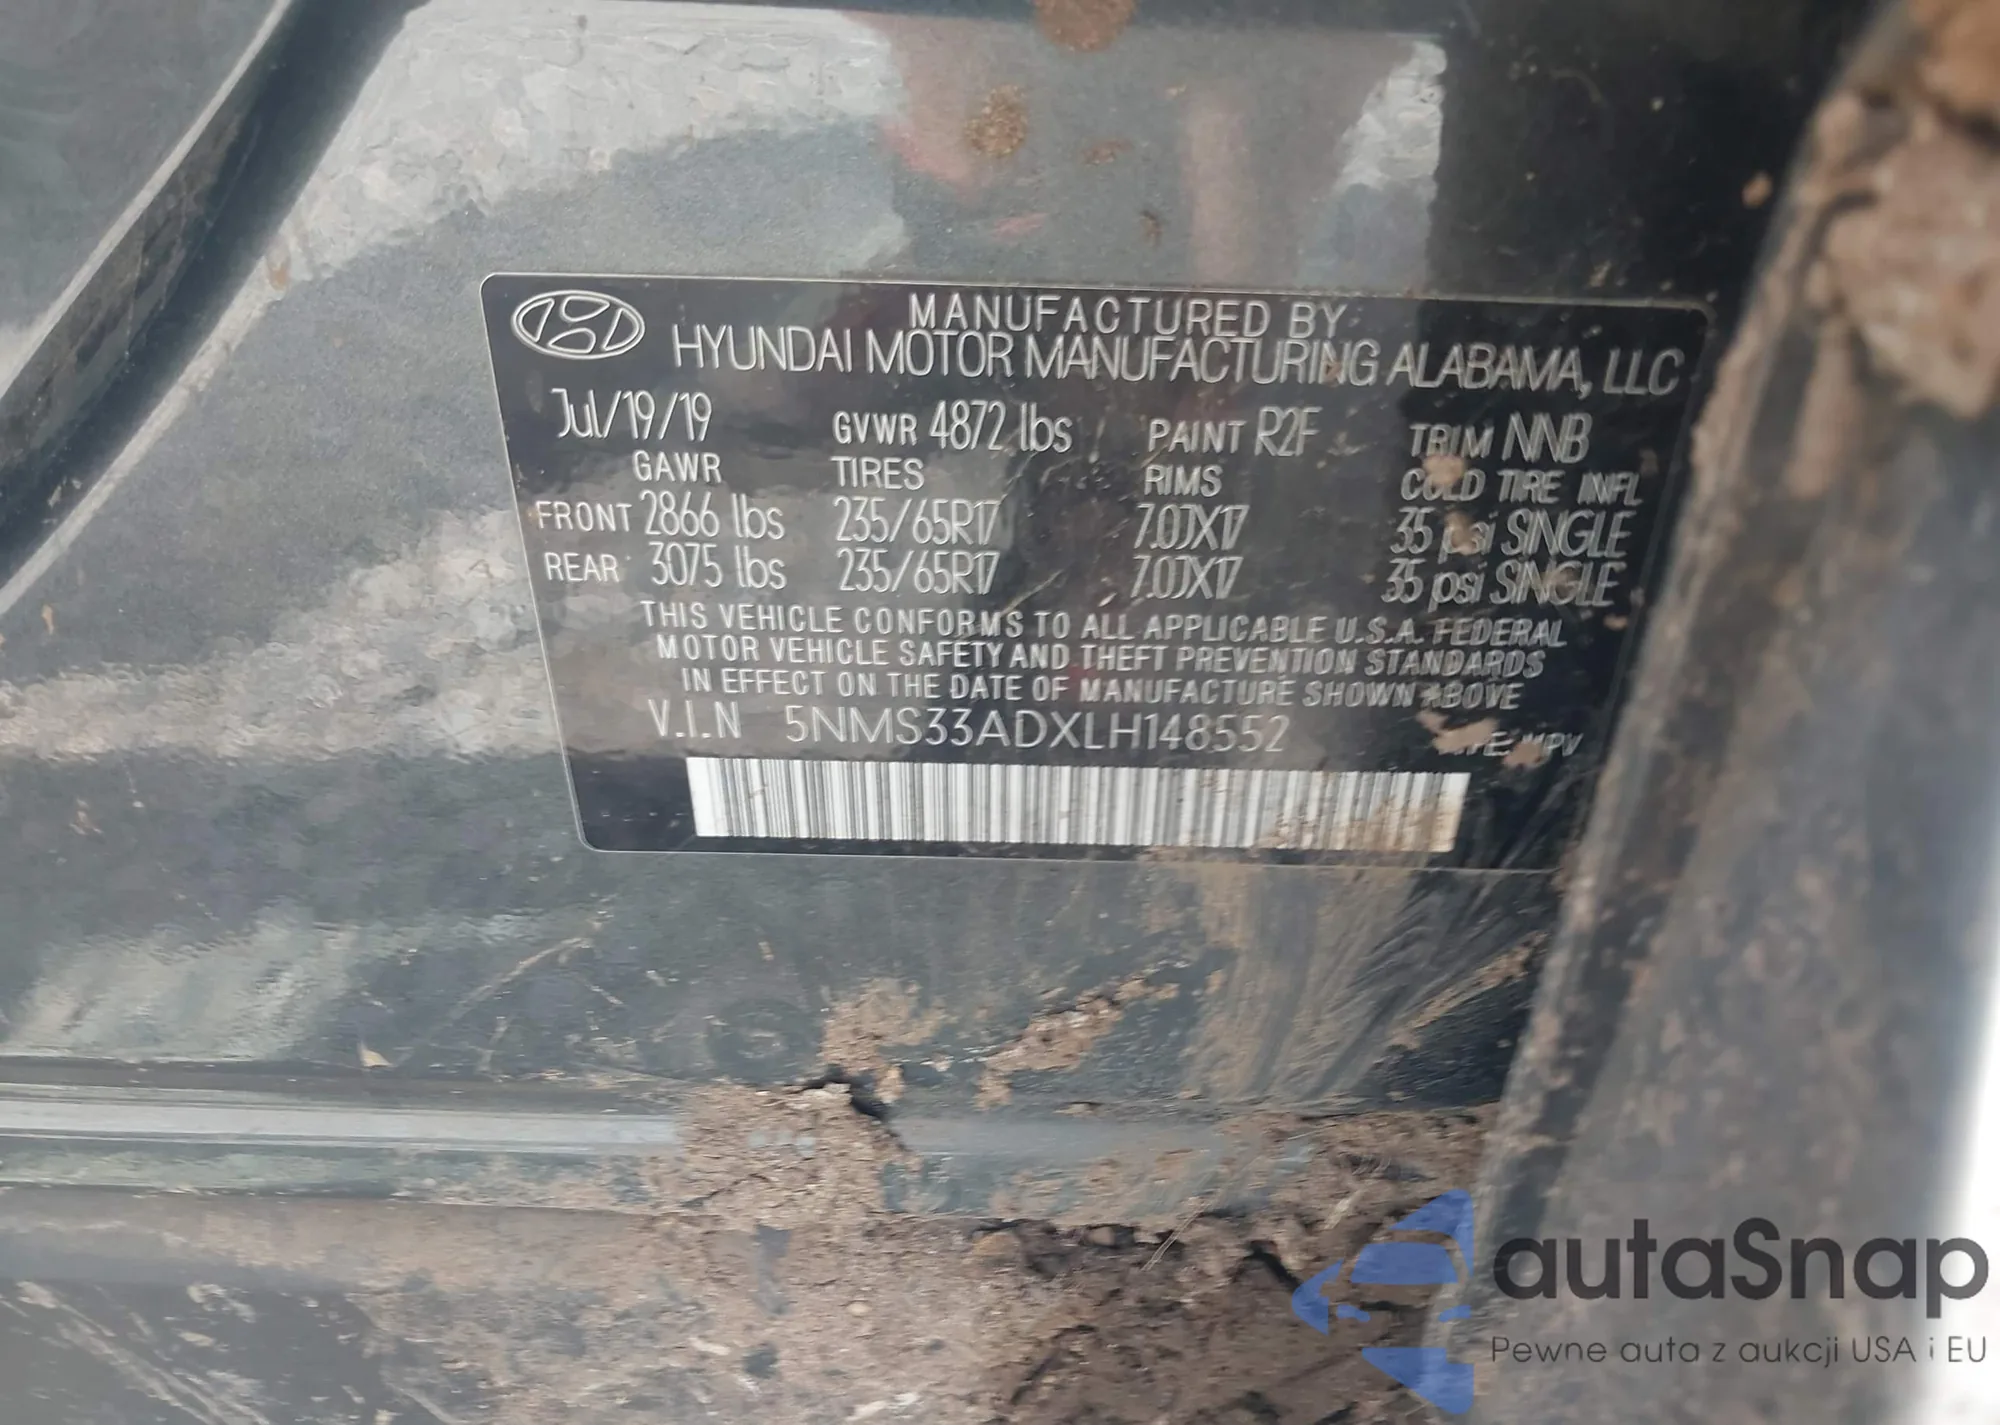 MANUFACTURED BY
HYUNDAI MOTOR MANUFACTURING ALABAMA, LLC
Jul/19/19 GVWR 4872 lbs PAINT R2F TRIM NNB
GAWR TIRES RIMS COLD TIRE INFL
FRONT 2866 lbs 235/65R17 7.0JX17 35 psi SINGLE
REAR 3075 lbs 235/65R17 7.0JX17 35 psi SINGLE
THIS VEHICLE CONFORMS TO ALL APPLICABLE U.S.A. FEDERAL
MOTOR VEHICLE SAFETY AND THEFT PREVENTION STANDARDS
IN EFFECT ON THE DATE OF MANUFACTURE SHOWN ABOVE
V.I.N 5NMS33ADXLH148552
TYPE: MPV
autaSnap
Pewne auta z aukcji USA i EU